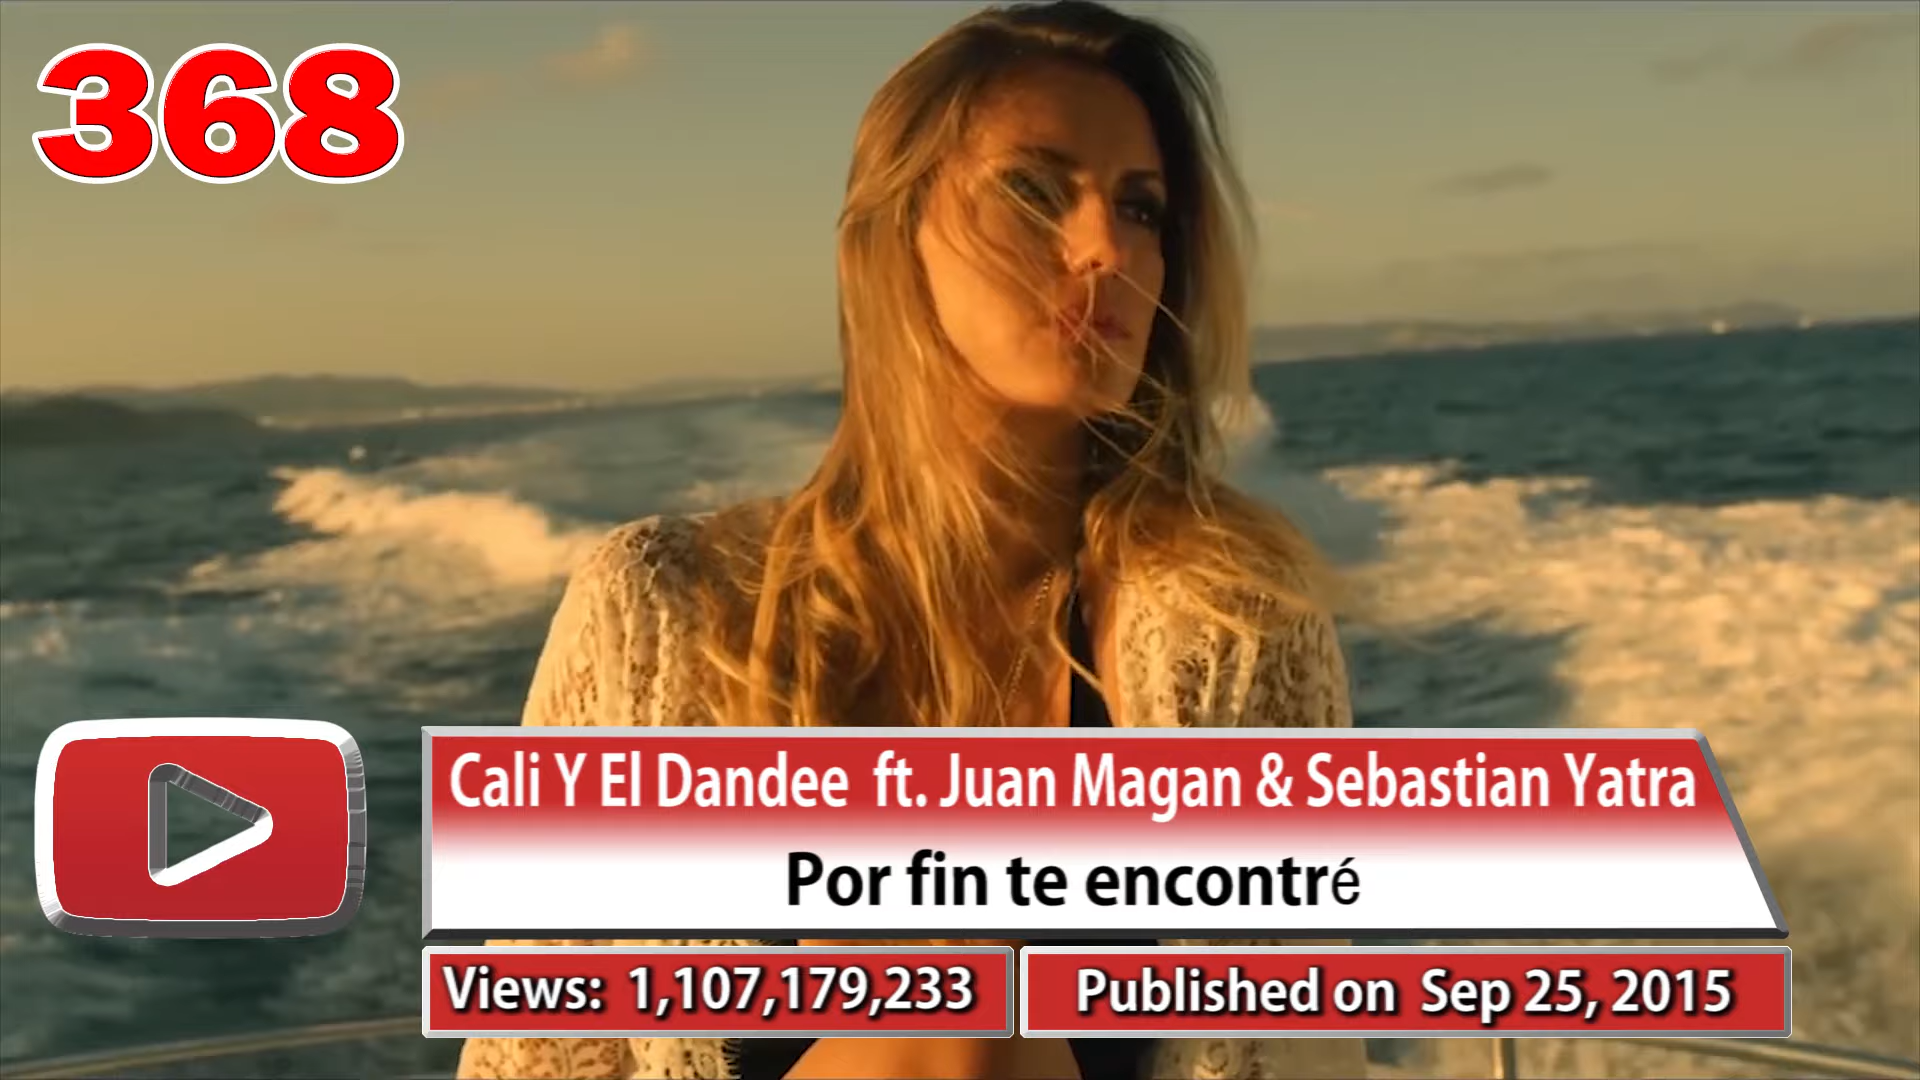 368
Cali Y El Dandee ft. Juan Magan & Sebastian Yatra
Por fin te encontré
Views: 1,107,179,233
Published on Sep 25, 2015